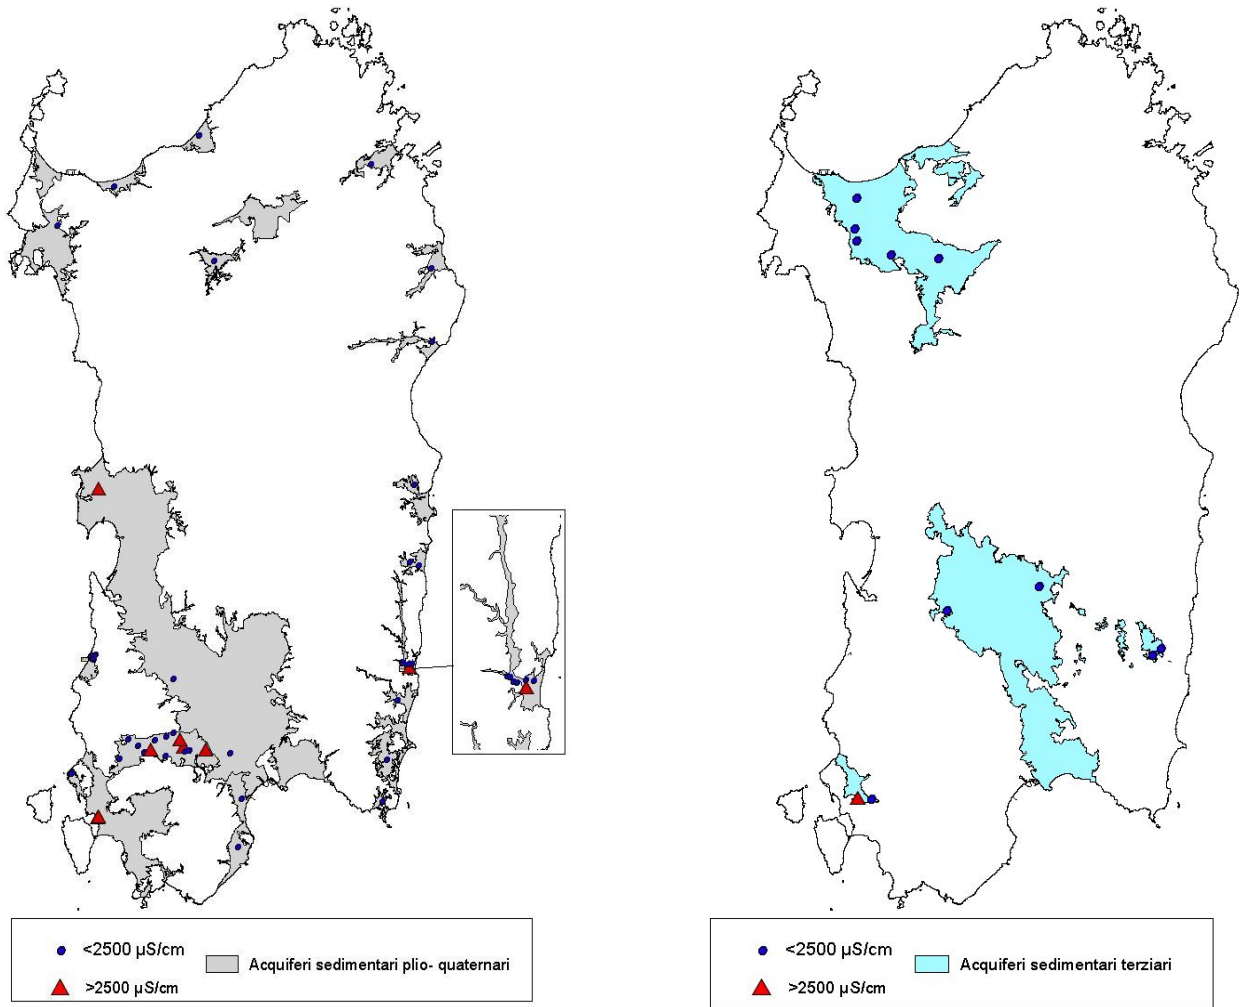 <2500 µS/cm
Acquiferi sedimentari plio- quaternari
>2500 µS/cm
<2500 µS/cm
Acquiferi sedimentari terziari
>2500 µS/cm